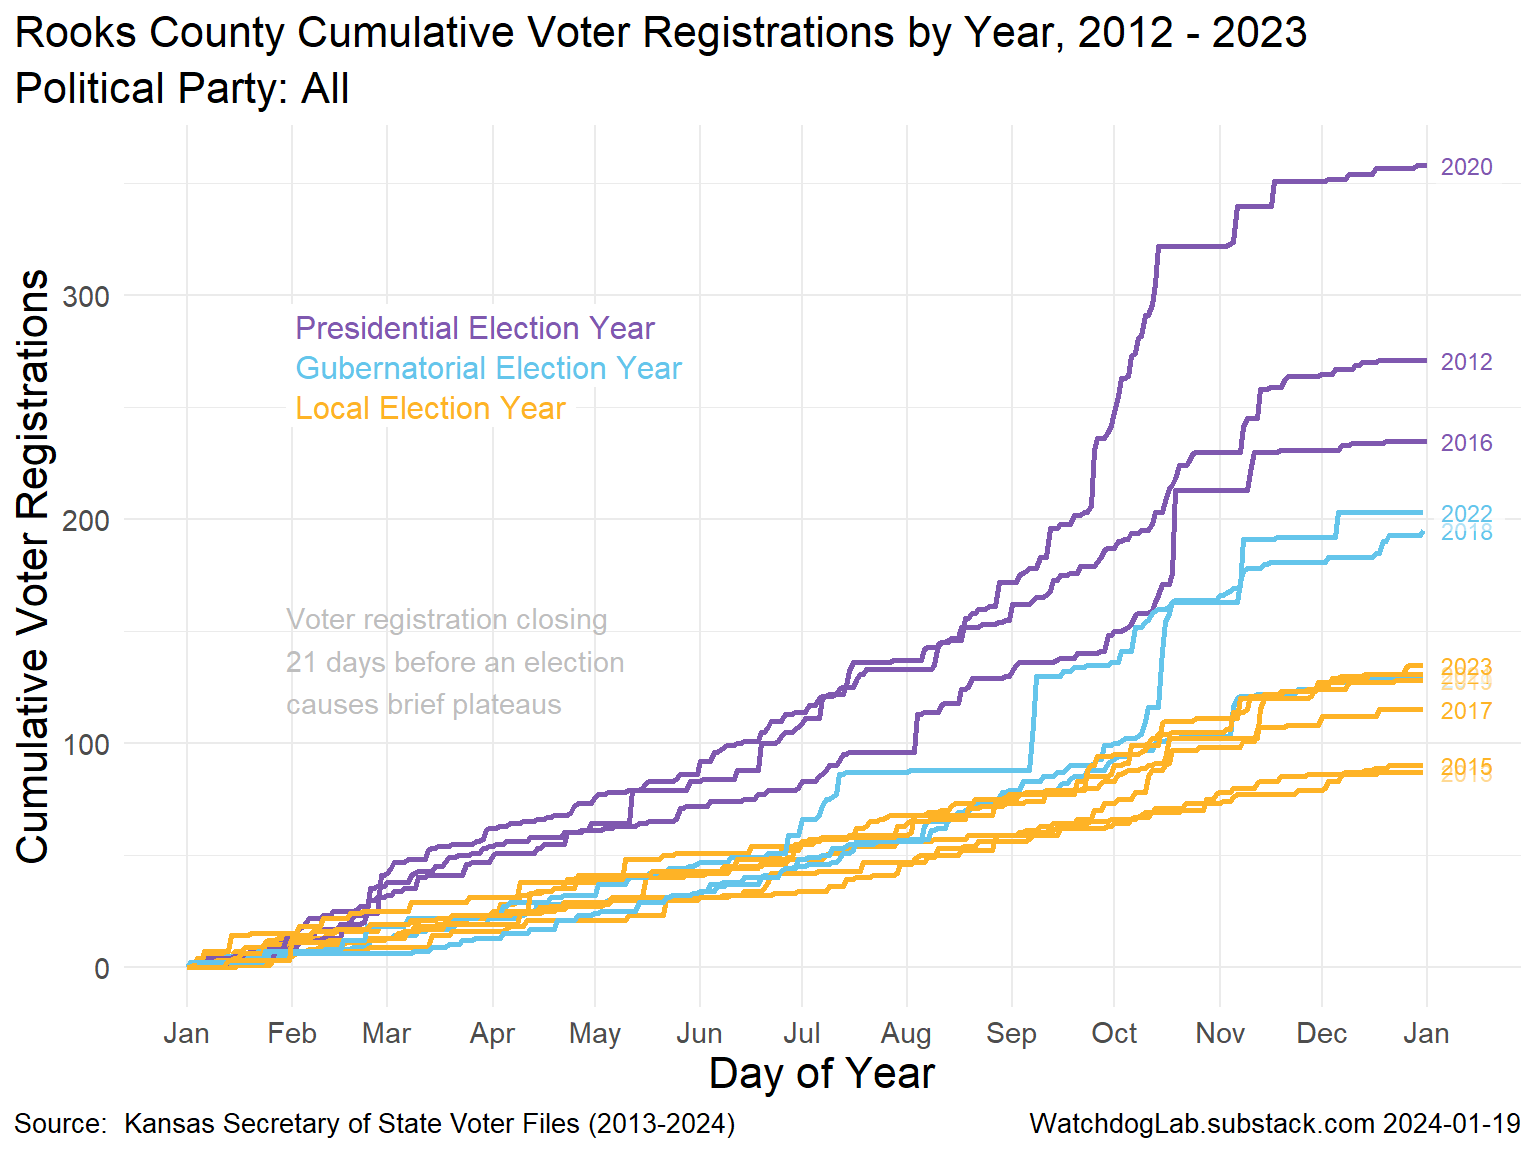 Rooks County Cumulative Voter Registrations by Year, 2012 - 2023
Political Party: All
Cumulative Voter Registrations
300
200
100
0
Presidential Election Year
Gubernatorial Election Year
Local Election Year
Voter registration closing
21 days before an election
causes brief plateaus
2020
2012
2016
2022
2018
2023
2021
2017
2015
Jan Feb Mar Apr May Jun Jul Aug Sep Oct Nov Dec Jan
Day of Year
Source: Kansas Secretary of State Voter Files (2013-2024)
WatchdogLab.substack.com 2024-01-19